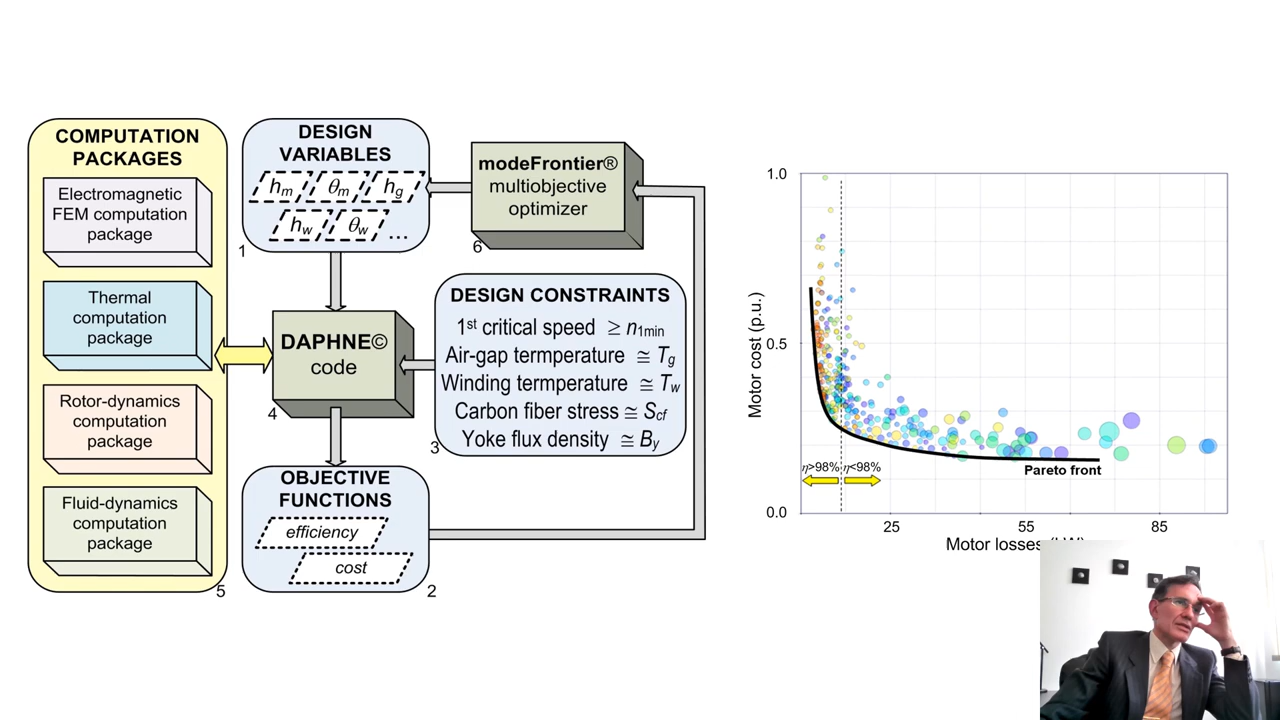 COMPUTATION
PACKAGES
Electromagnetic
FEM computation
package
Thermal
computation
package
Rotor-dynamics
computation
package
Fluid-dynamics
computation
package
5
DESIGN
VARIABLES
hm θm hg
hw θw ...
1
modeFrontier®
multiobjective
optimizer
6
DAPHNE©
code
4
DESIGN CONSTRAINTS
1st critical speed ≥ n1min
Air-gap termperature ≅ Tg
Winding termperature ≅ Tw
Carbon fiber stress ≅ Scf
Yoke flux density ≅ By
3
OBJECTIVE
FUNCTIONS
efficiency
cost
2
Motor cost (p.u.)
1.0
0.5
0.0
η>98% η<98%
Pareto front
25 55 85
Motor losses (kW)